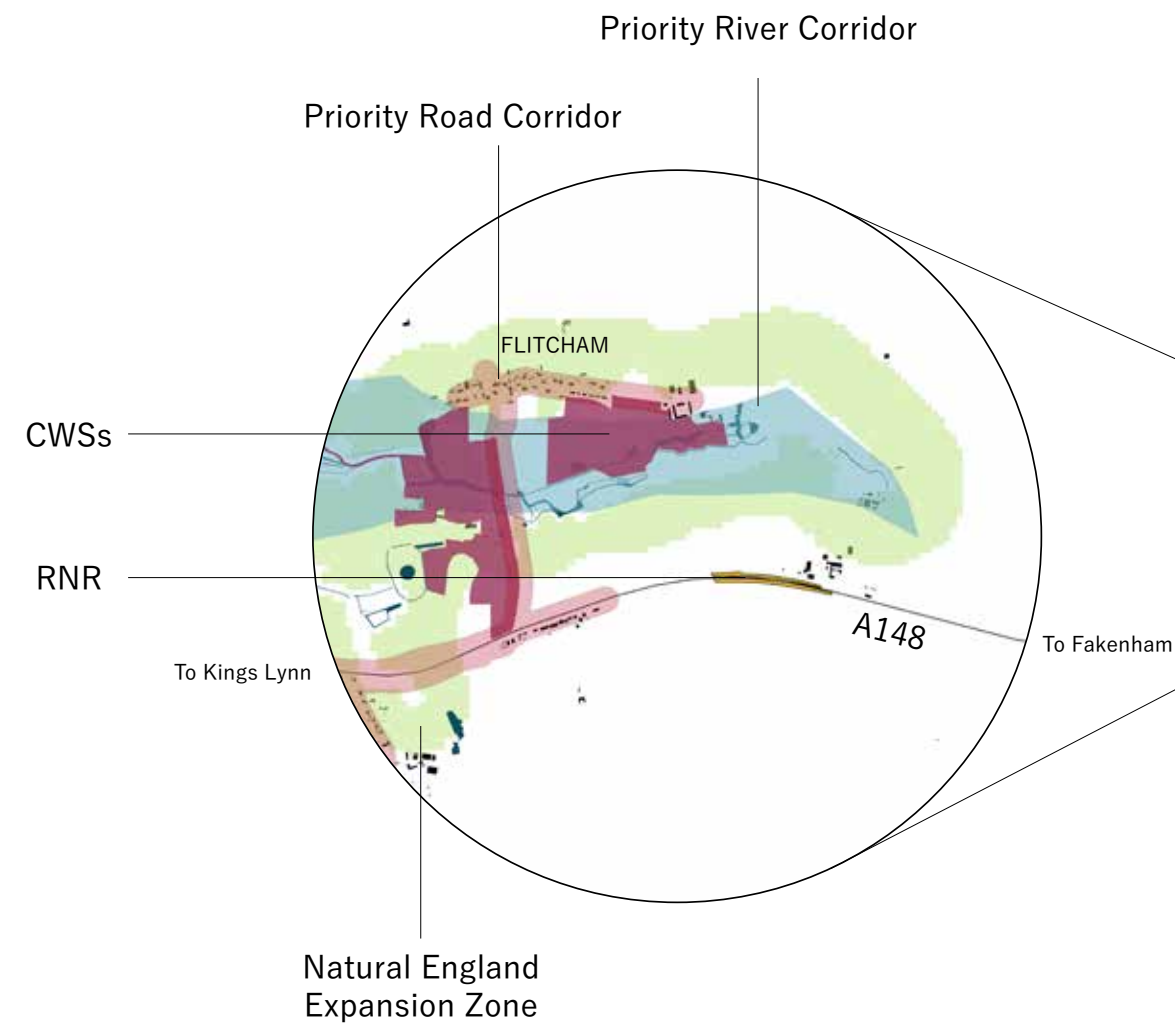 Priority River Corridor
Priority Road Corridor
FLITCHAM
CWSs
RNR
A148
To Fakenham
To Kings Lynn
Natural England
Expansion Zone